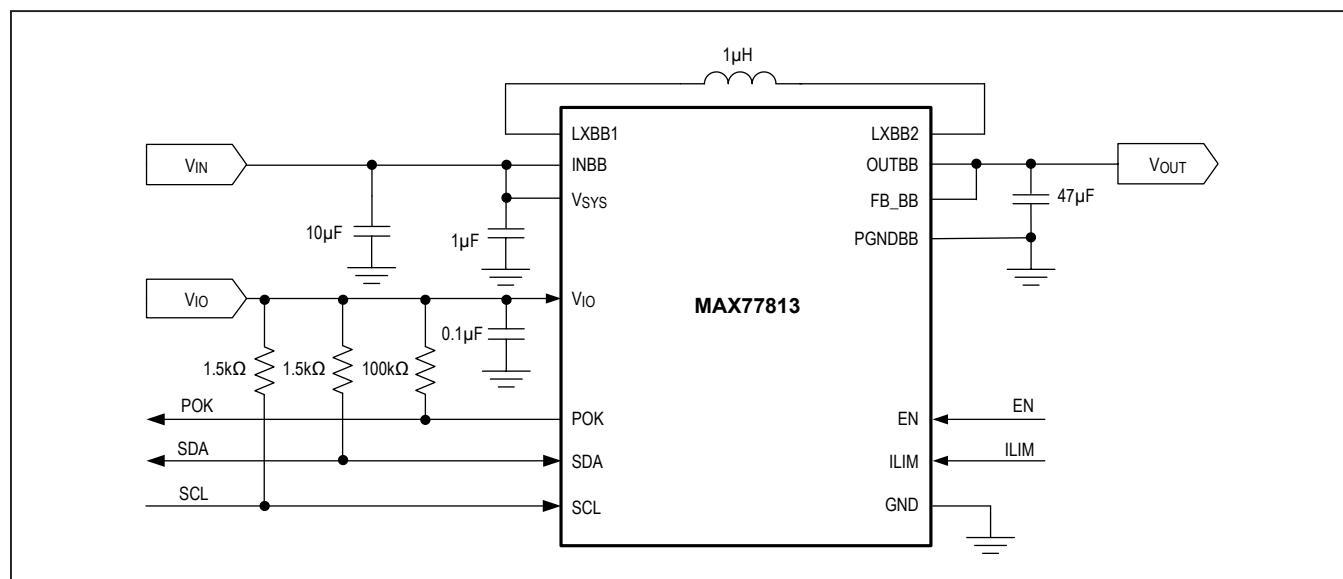 1µH
LXBB1
LXBB2
VIN
INBB
OUTBB
VOUT
VSYS
FB_BB
47µF
10µF
1µF
PGNDBB
VIO
VIO
MAX77813
0.1µF
1.5kΩ
1.5kΩ
100kΩ
POK
POK
EN
EN
SDA
SDA
ILIM
ILIM
SCL
SCL
GND